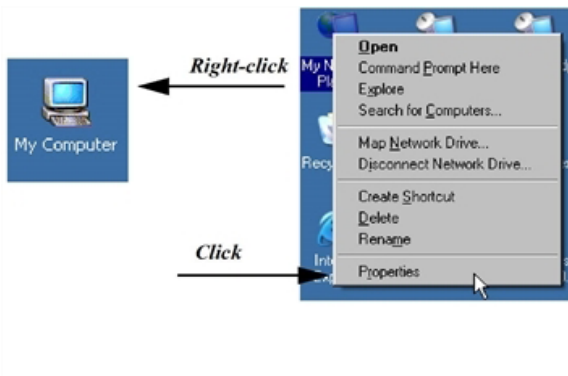 Right-click
My Computer
Open
Command Prompt Here
Explore
Search for Computers...
Map Network Drive...
Disconnect Network Drive...
Create Shortcut
Delete
Rename
Click
Properties